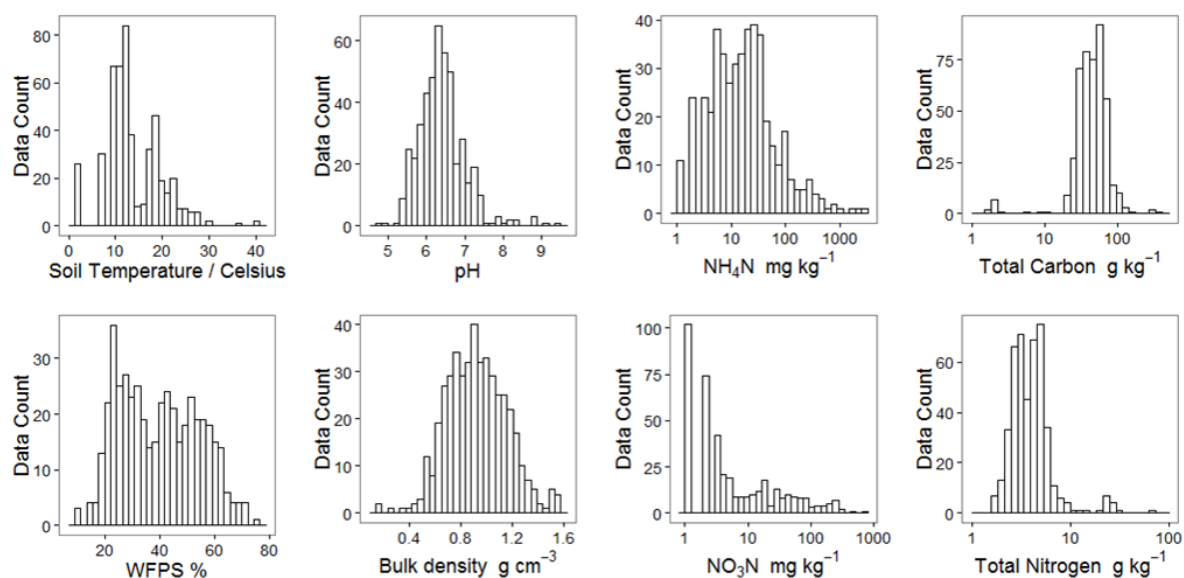 Data Count
80
60
40
20
0
0 10 20 30 40
Soil Temperature / Celsius
Data Count
60
40
20
0
5 6 7 8 9
pH
Data Count
40
30
20
10
0
1 10 100 1000
NH₄N mg kg⁻¹
Data Count
75
50
25
0
1 10 100
Total Carbon g kg⁻¹
Data Count
30
20
10
0
20 40 60 80
WFPS %
Data Count
40
30
20
10
0
0.4 0.8 1.2 1.6
Bulk density g cm⁻³
Data Count
100
75
50
25
0
1 10 100 1000
NO₃N mg kg⁻¹
Data Count
60
40
20
0
1 10 100
Total Nitrogen g kg⁻¹